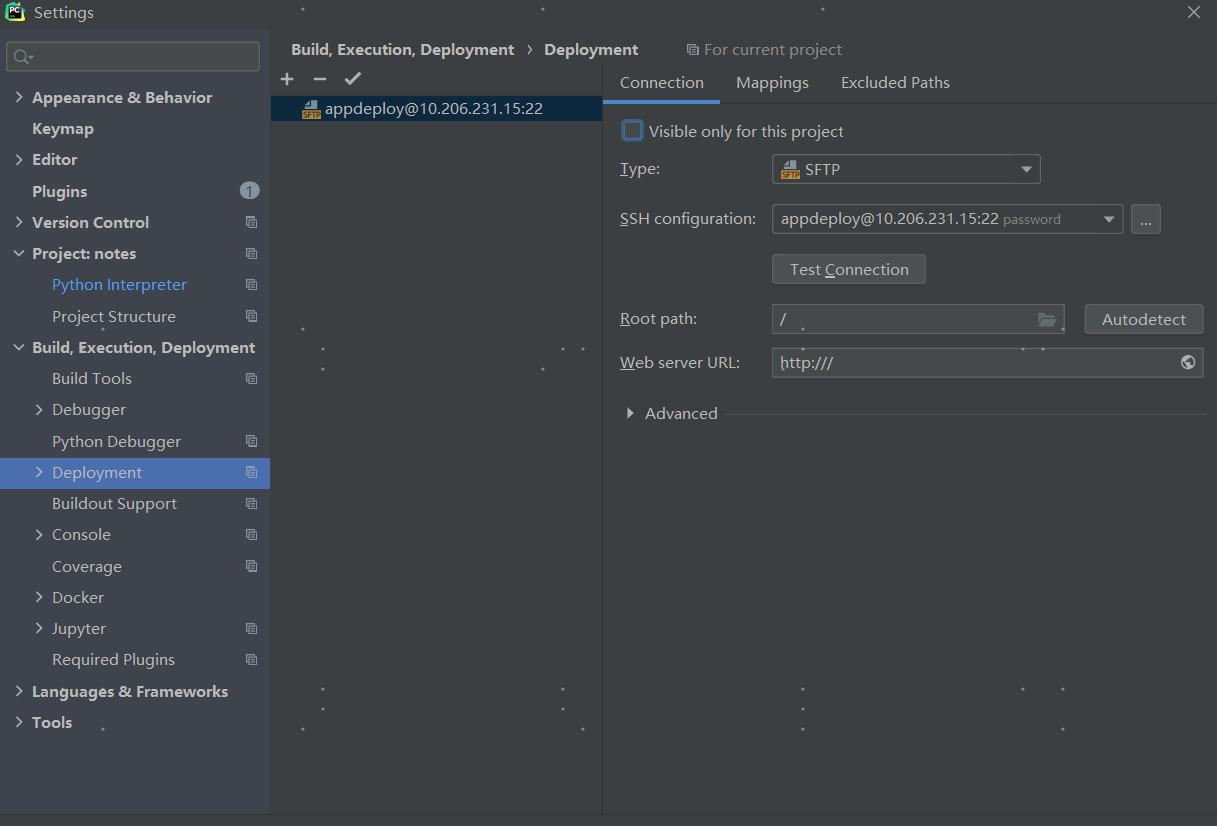 Settings
Appearance & Behavior
Keymap
Editor
Plugins 1
Version Control
Project: notes
Python Interpreter
Project Structure
Build, Execution, Deployment
Build Tools
Debugger
Python Debugger
Deployment
Buildout Support
Console
Coverage
Docker
Jupyter
Required Plugins
Languages & Frameworks
Tools
Build, Execution, Deployment › Deployment For current project
appdeploy@10.206.231.15:22
Connection Mappings Excluded Paths
Visible only for this project
Type: SFTP
SSH configuration: appdeploy@10.206.231.15:22 password ...
Test Connection
Root path: / Autodetect
Web server URL: http:///
Advanced